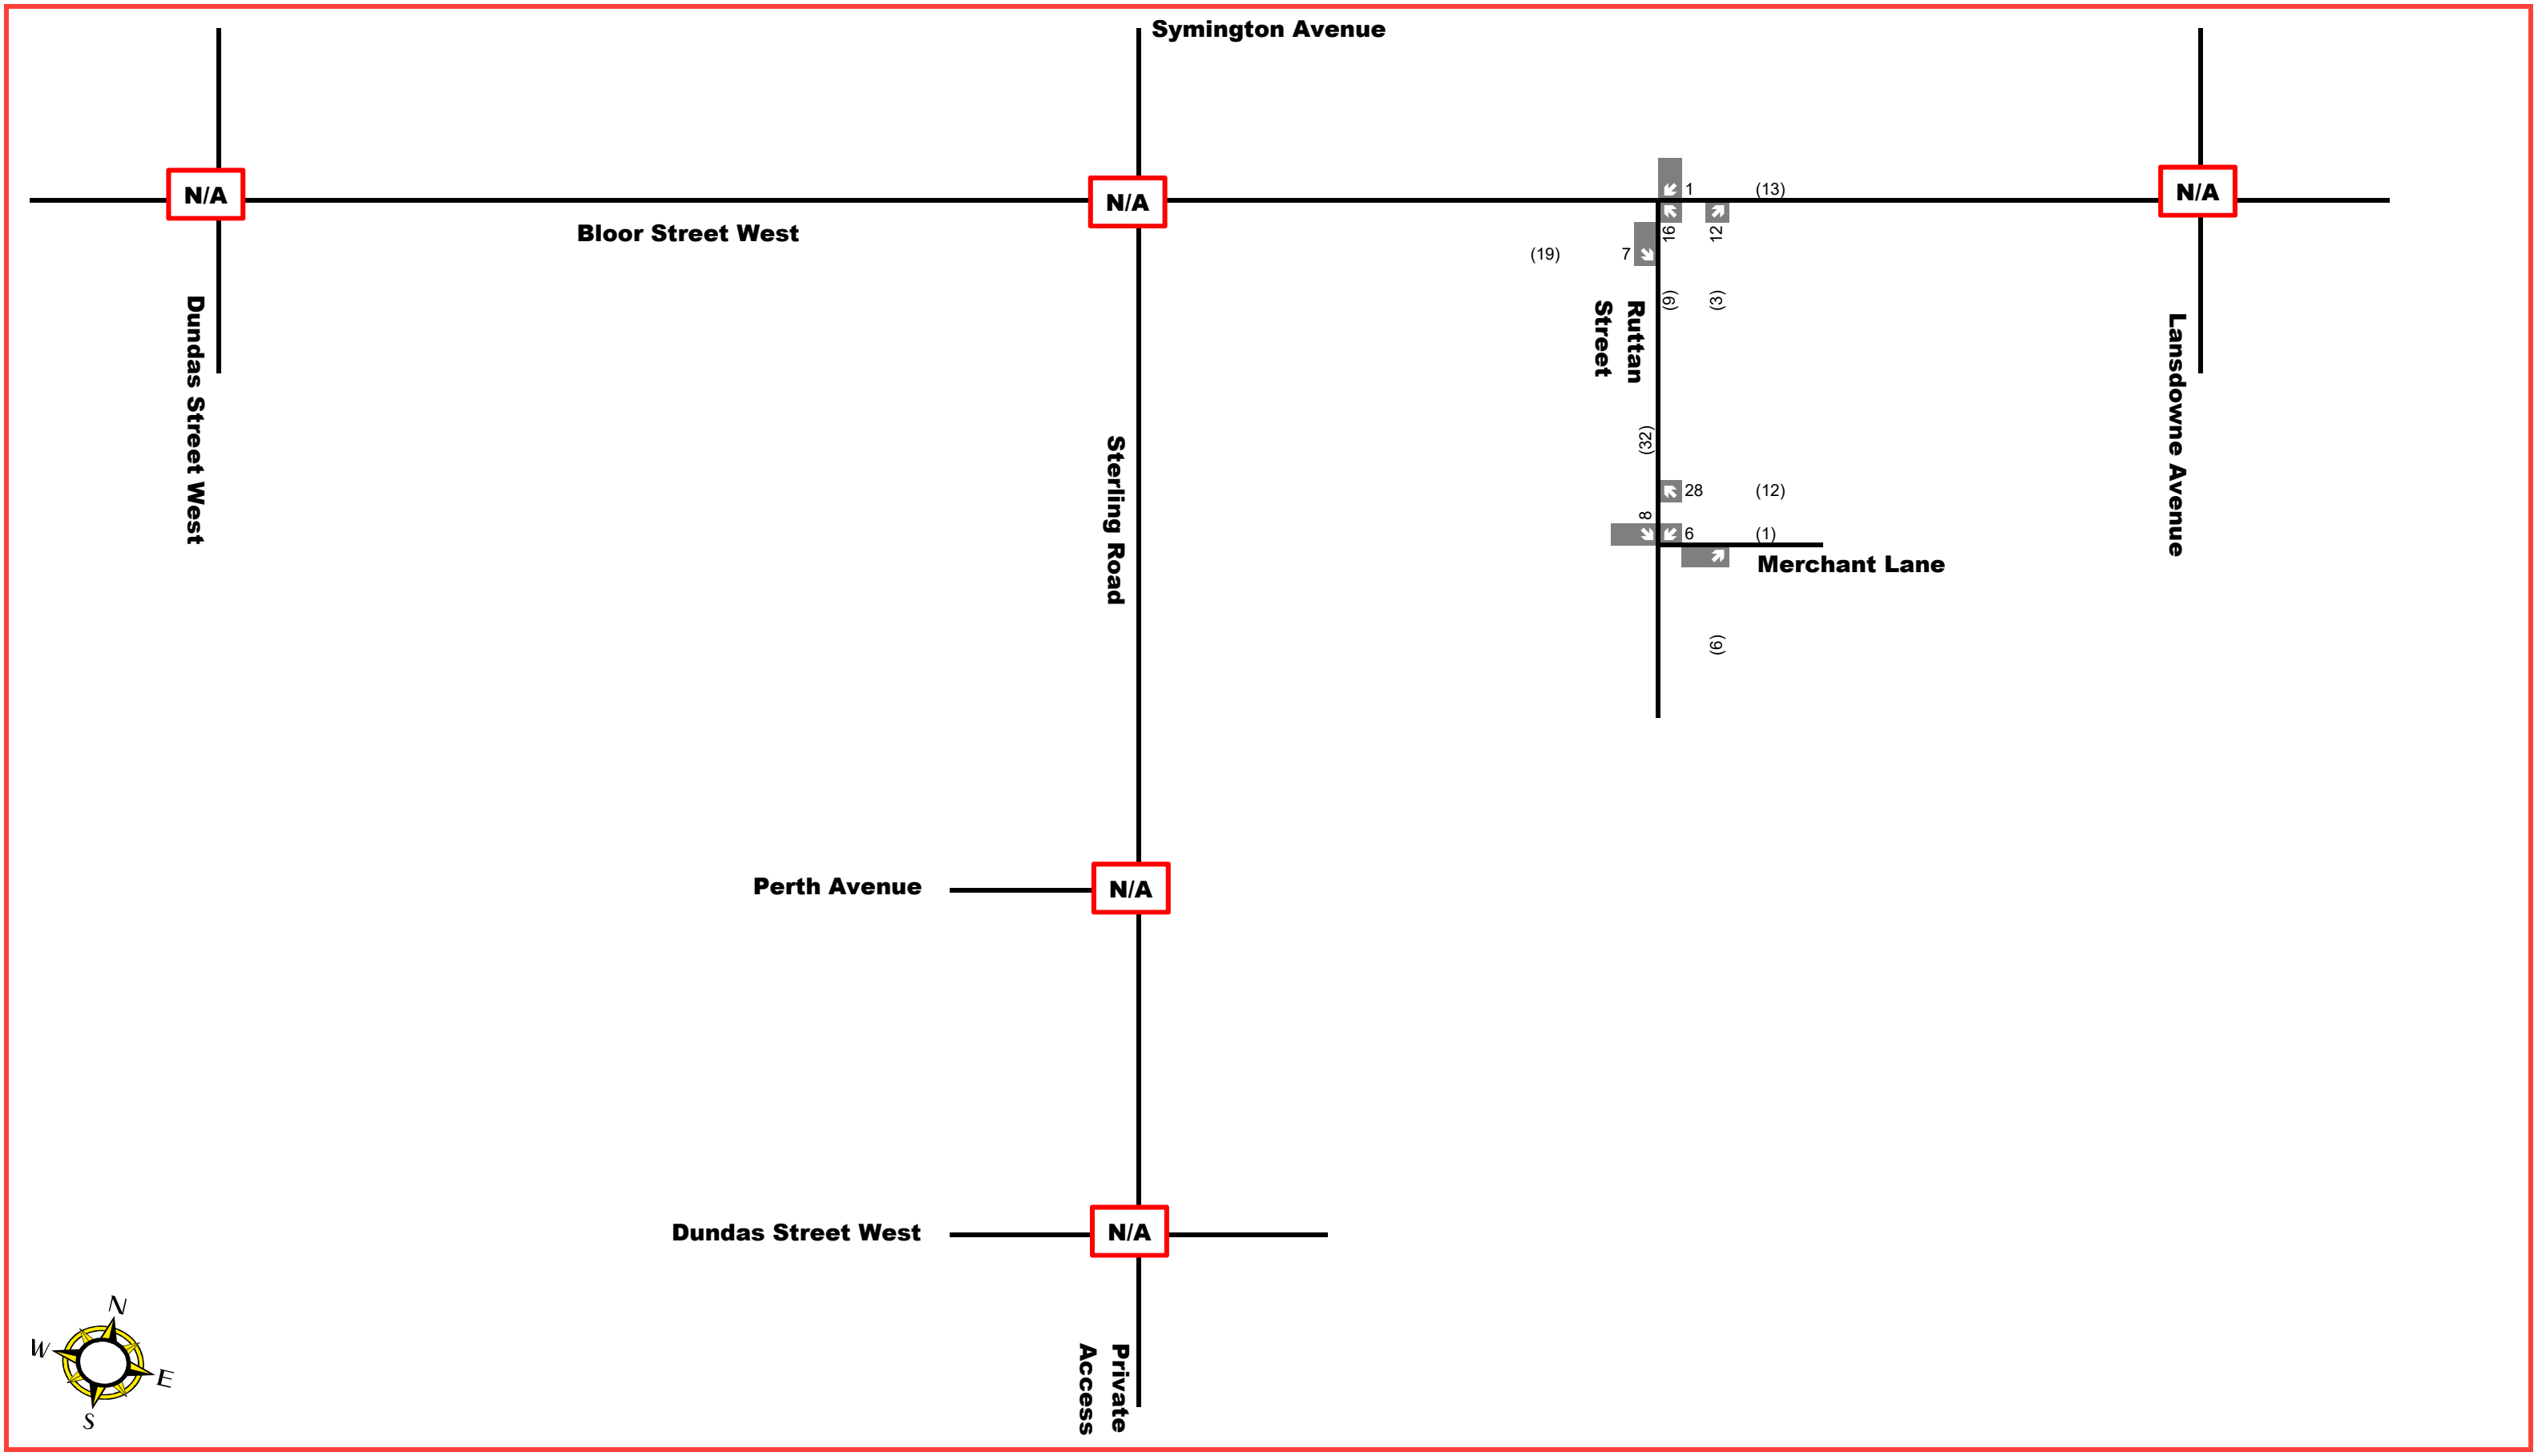 Symington Avenue
N/A
N/A
N/A
1 (13)
Bloor Street West
16
12
(19) 7
(9)
(3)
Dundas Street West
Ruttan
Street
Lansdowne Avenue
Sterling Road
(32)
28 (12)
8
6 (1)
Merchant Lane
(6)
Perth Avenue
N/A
Dundas Street West
N/A
Private
Access
N
W
E
S